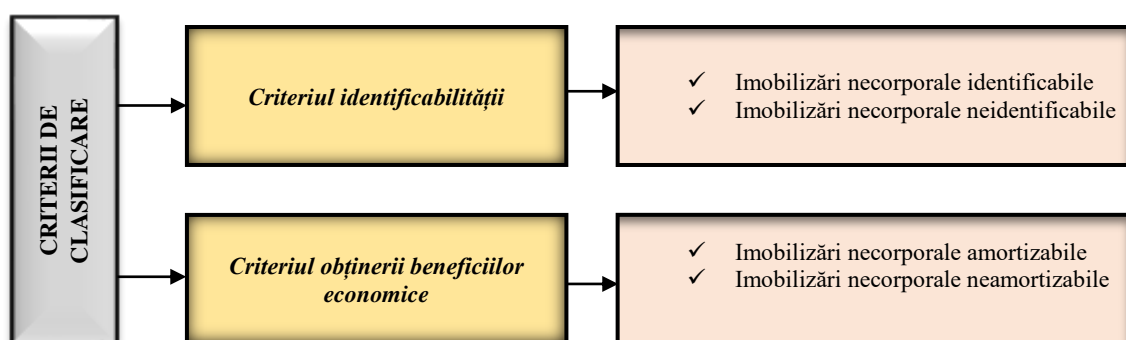 CRITERII DE
CLASIFICARE
Criteriul identificabilității
✓ Imobilizări necorporale identificabile
✓ Imobilizări necorporale neidentificabile
Criteriul obținerii beneficiilor
economice
✓ Imobilizări necorporale amortizabile
✓ Imobilizări necorporale neamortizabile